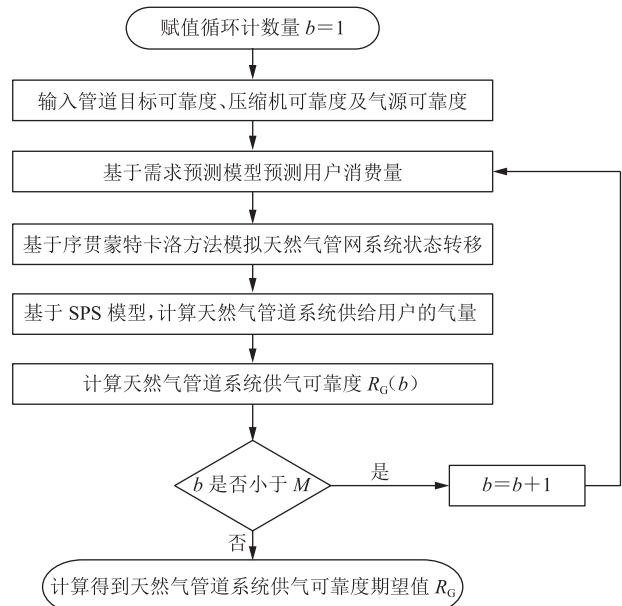 赋值循环计数量 b=1
输入管道目标可靠度、压缩机可靠度及气源可靠度
基于需求预测模型预测用户消费量
基于序贯蒙特卡洛方法模拟天然气管网系统状态转移
基于 SPS 模型,计算天然气管道系统供给用户的气量
计算天然气管道系统供气可靠度 R_G(b)
b 是否小于 M
是
b=b+1
否
计算得到天然气管道系统供气可靠度期望值 R_G